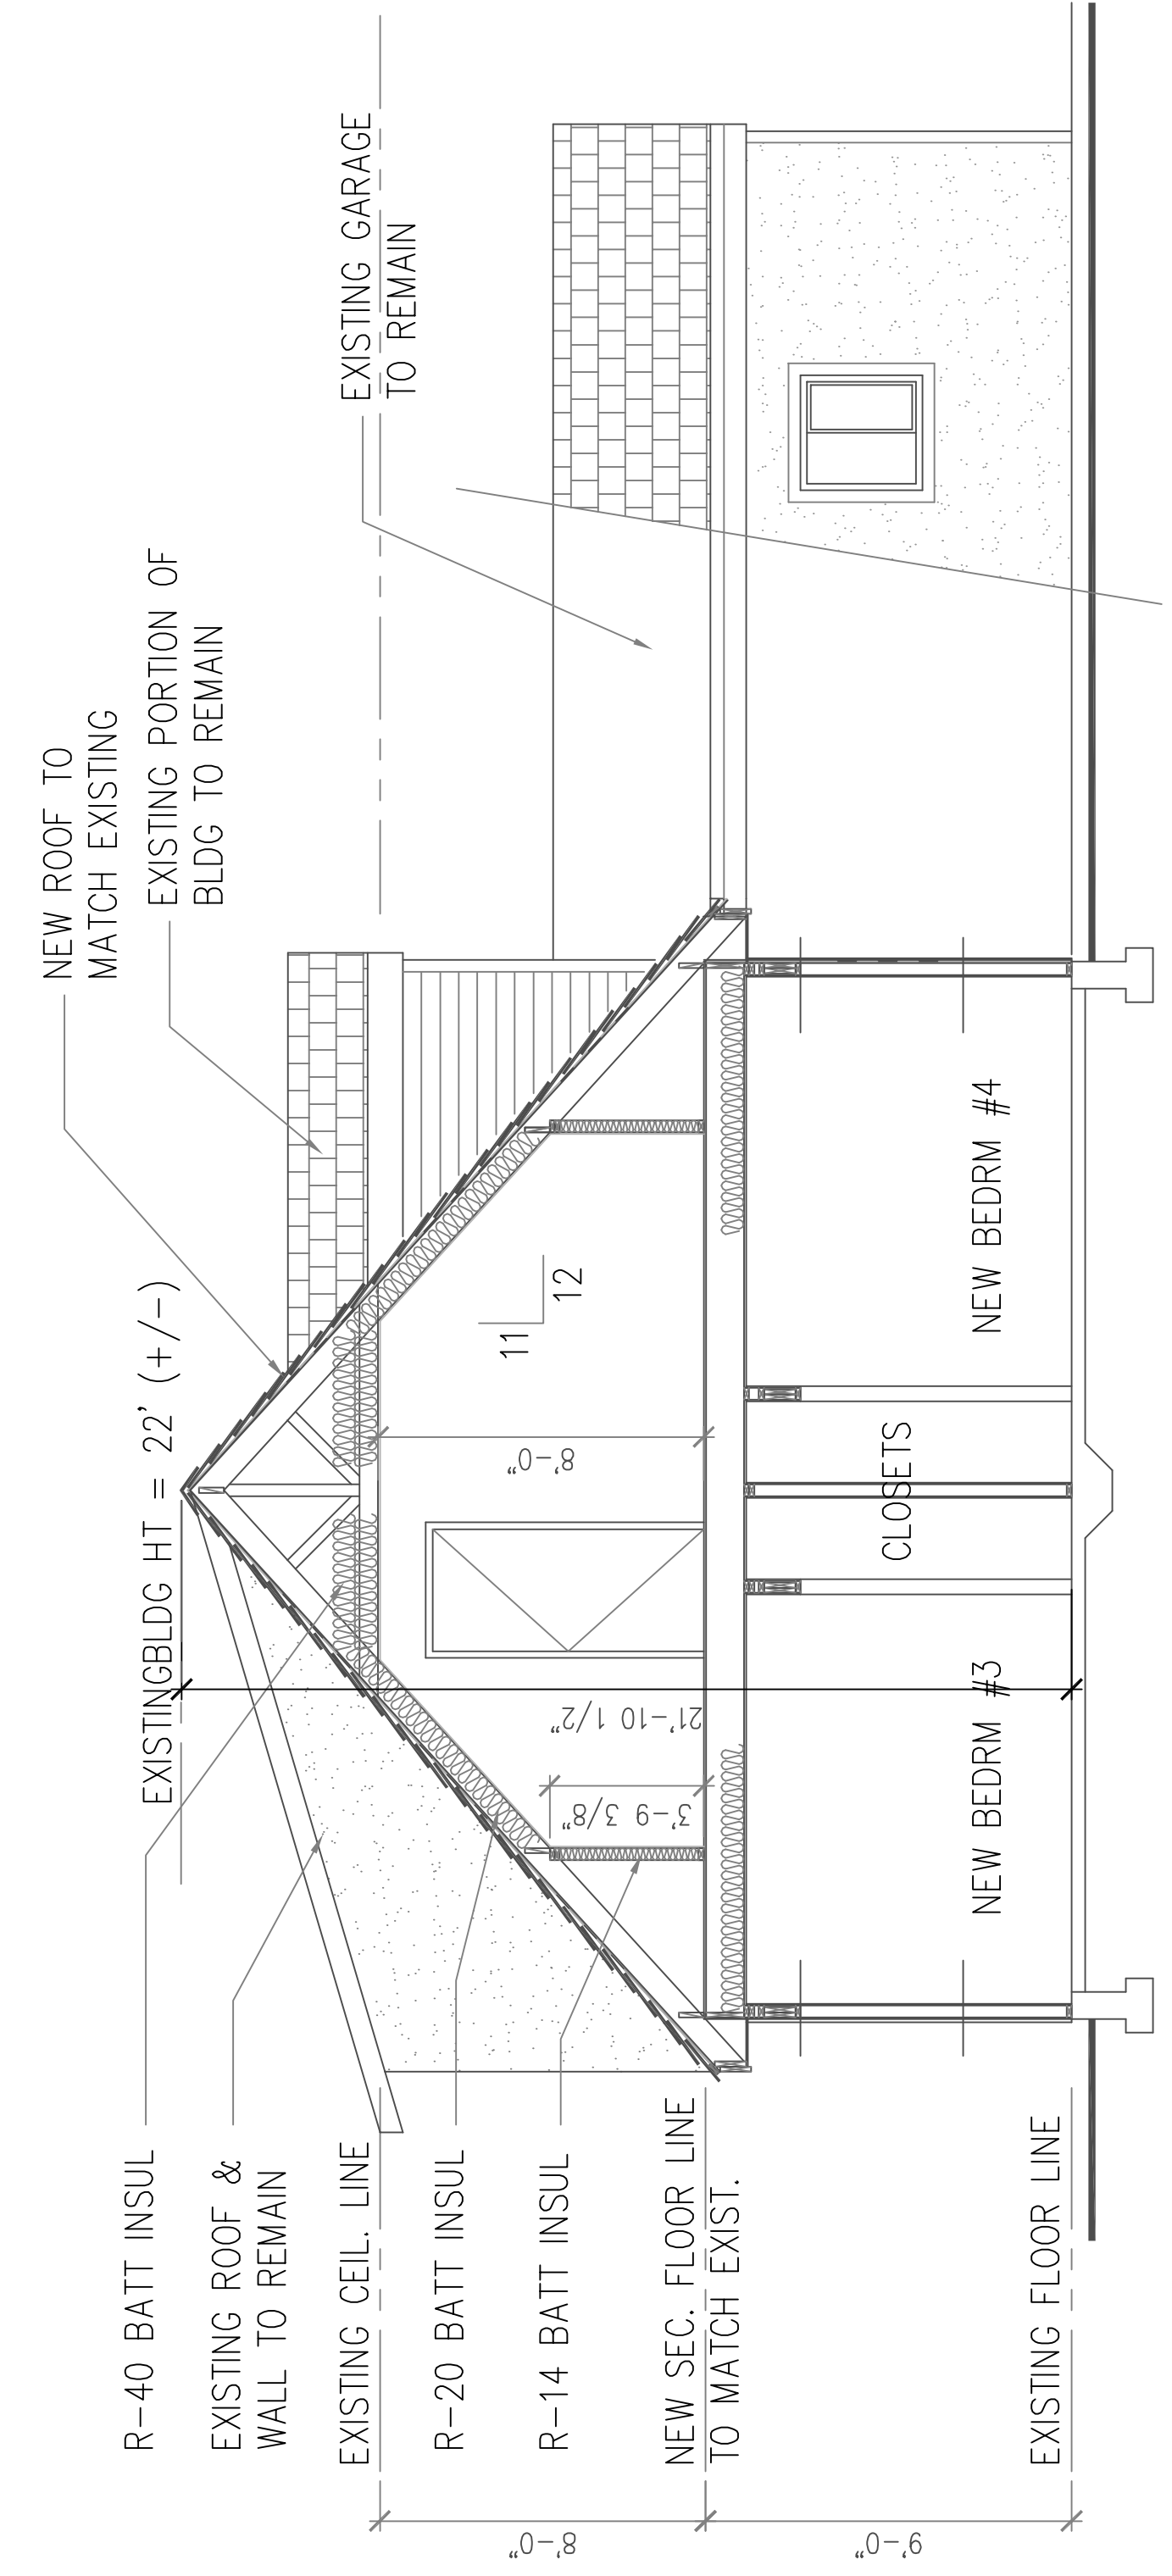 NEW ROOF TO
MATCH EXISTING
EXISTING PORTION OF
BLDG TO REMAIN
EXISTING GARAGE
TO REMAIN
EXISTINGBLDG HT = 22' (+/-)
R-40 BATT INSUL
EXISTING ROOF &
WALL TO REMAIN
EXISTING CEIL. LINE
R-20 BATT INSUL
R-14 BATT INSUL
NEW SEC. FLOOR LINE
TO MATCH EXIST.
EXISTING FLOOR LINE
8'-0"
9'-0"
11
12
8'-0"
21'-10 1/2"
3'-9 3/8"
NEW BEDRM #3
CLOSETS
NEW BEDRM #4